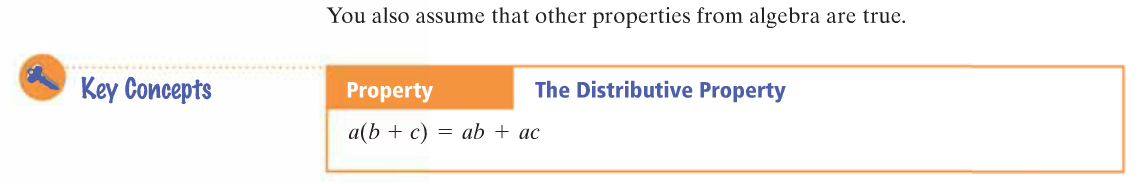 You also assume that other properties from algebra are true.
Key Concepts
Property The Distributive Property
a(b + c) = ab + ac